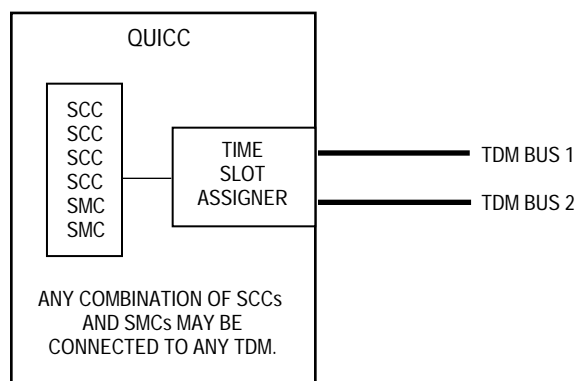 QUICC
SCC
SCC
SCC
SCC
SMC
SMC
TIME
SLOT
ASSIGNER
TDM BUS 1
TDM BUS 2
ANY COMBINATION OF SCCs
AND SMCs MAY BE
CONNECTED TO ANY TDM.